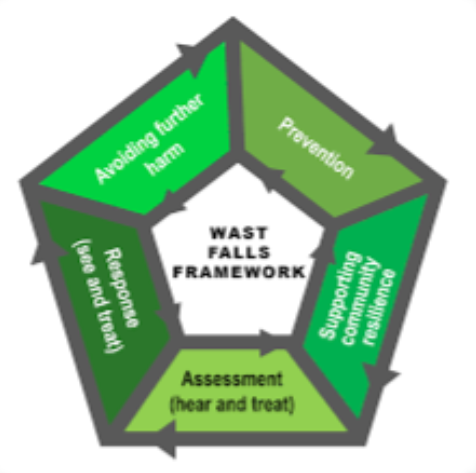 Avoiding further
harm
Prevention
WAST
FALLS
FRAMEWORK
Response
(see and treat)
Supporting
community
resilience
Assessment
(hear and treat)